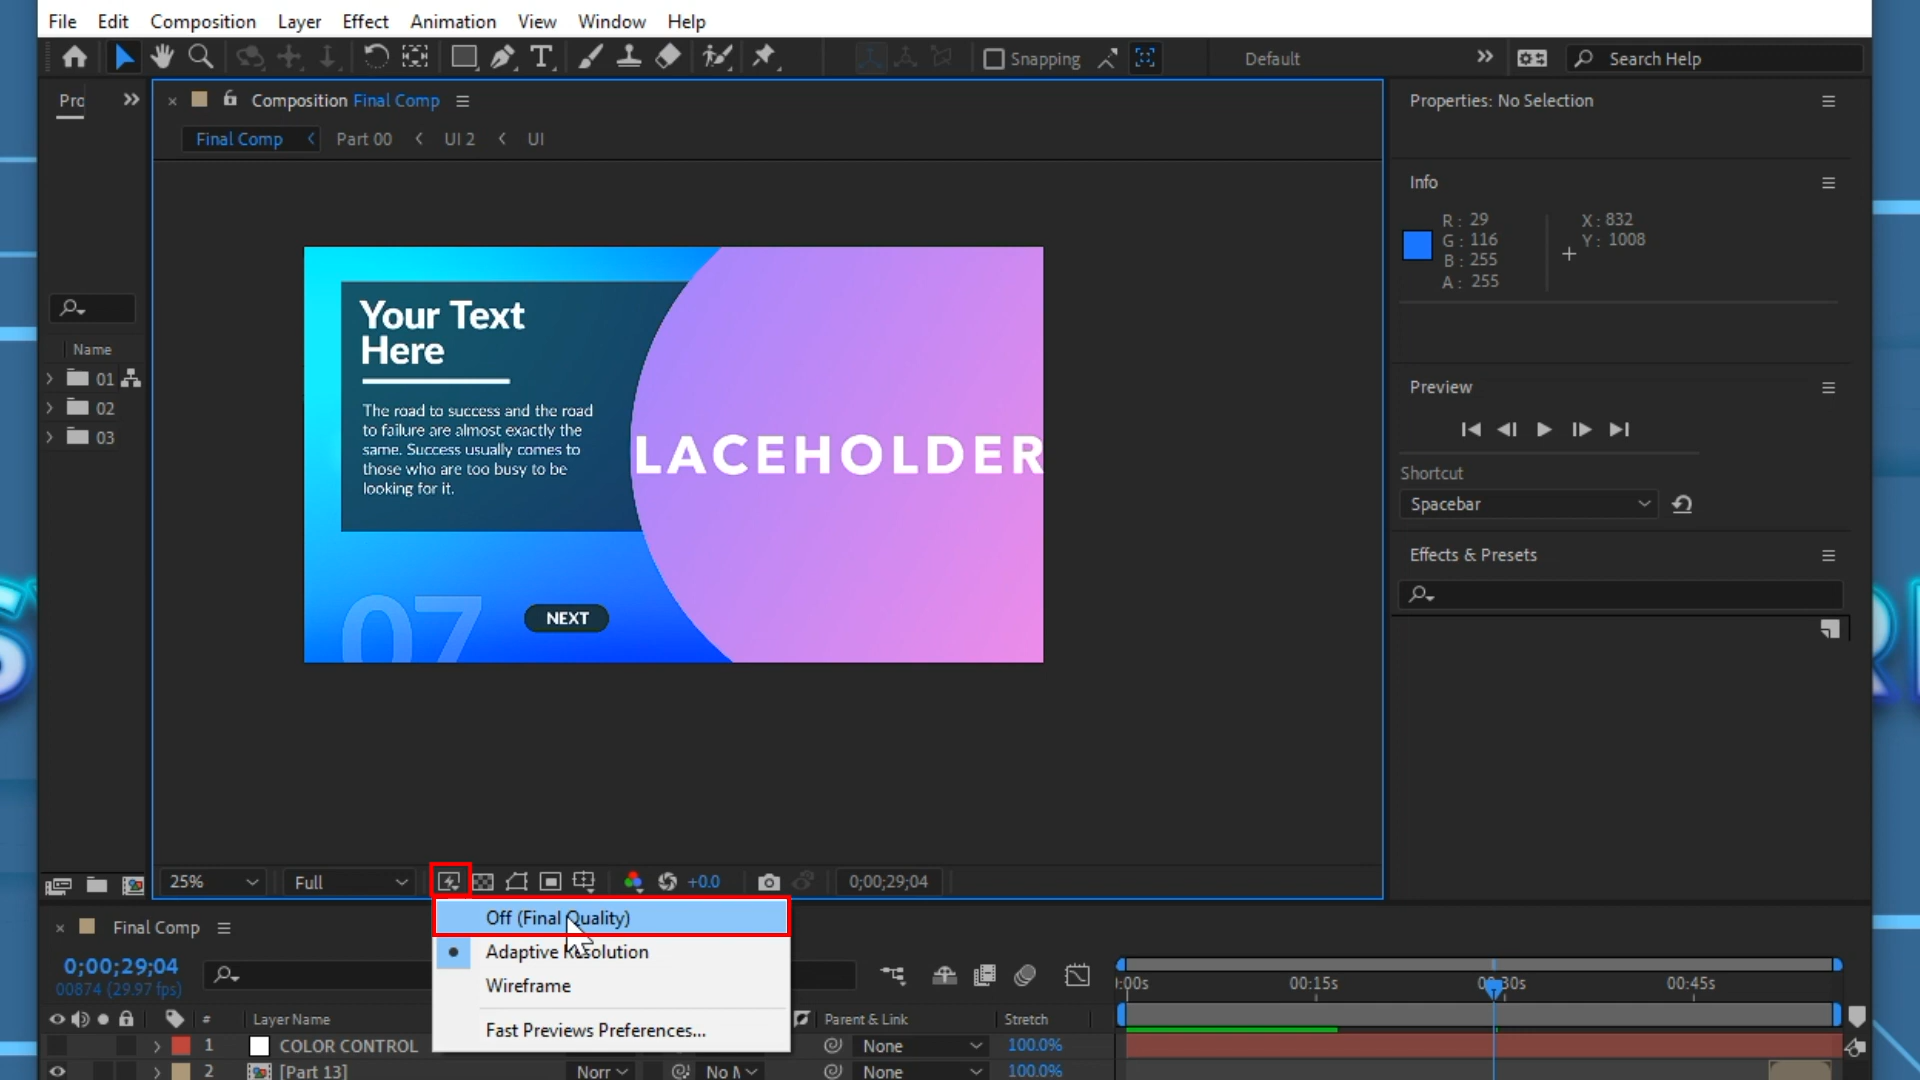 File Edit Composition Layer Effect Animation View Window Help
Snapping Default Search Help
Pro
Composition Final Comp
Final Comp Part 00 UI 2 UI
Properties: No Selection
Info
R: 29 X: 832
G: 116 Y: 1008
B: 255
A: 255
Your Text
Here
The road to success and the road
to failure are almost exactly the
same. Success usually comes to
those who are too busy to be
looking for it.
LACEHOLDER
07
NEXT
Name
01
02
03
Preview
Shortcut
Spacebar
Effects & Presets
25% Full +0.0 0;00;29;04
Off (Final Quality)
Adaptive Resolution
Wireframe
Fast Previews Preferences...
Final Comp
0;00;29;04
00874 (29.97 fps)
:00s 00:15s 00:30s 00:45s
# Layer Name Parent & Link Stretch
1 COLOR CONTROL None 100.0%
2 [Part 13] Norr No M None 100.0%